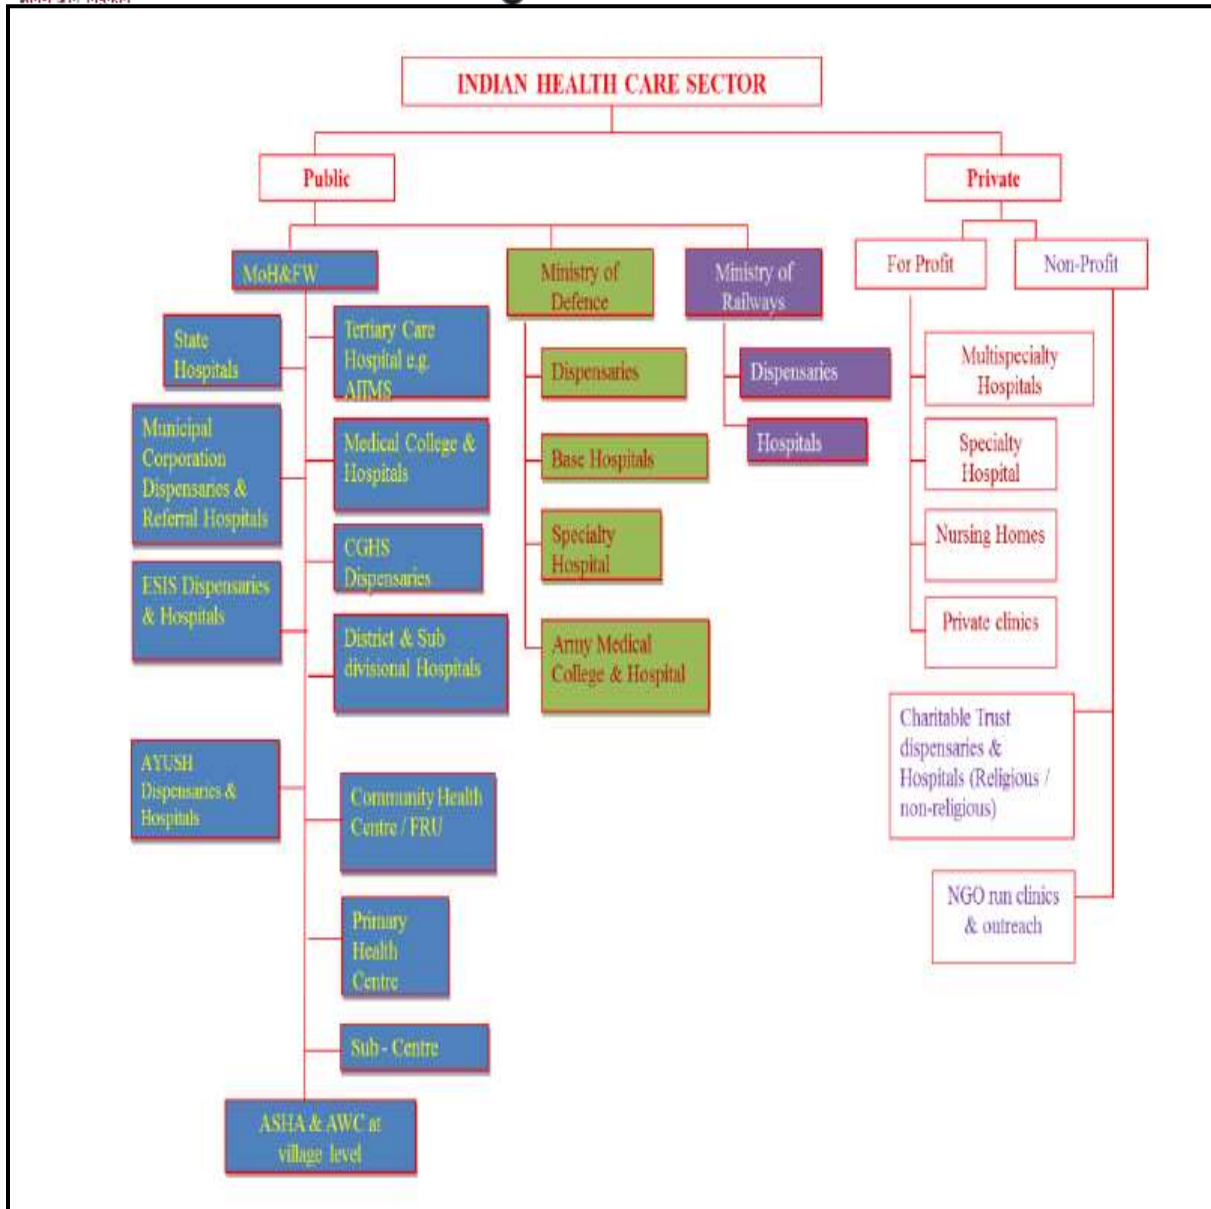 INDIAN HEALTH CARE SECTOR
Public
Private
MoH&FW
Ministry of
Defence
Ministry of
Railways
For Profit
Non-Profit
State
Hospitals
Tertiary Care
Hospital e.g.
AIIMS
Municipal
Corporation
Dispensaries &
Referral Hospitals
Medical College &
Hospitals
ESIS Dispensaries
& Hospitals
CGHS
Dispensaries
District & Sub
divisional Hospitals
AYUSH
Dispensaries &
Hospitals
Community Health
Centre / FRU
Primary
Health
Centre
Sub - Centre
ASHA & AWC at
village level
Dispensaries
Base Hospitals
Specialty
Hospital
Army Medical
College & Hospital
Dispensaries
Hospitals
Multispecialty
Hospitals
Specialty
Hospital
Nursing Homes
Private clinics
Charitable Trust
dispensaries &
Hospitals (Religious /
non-religious)
NGO run clinics
& outreach